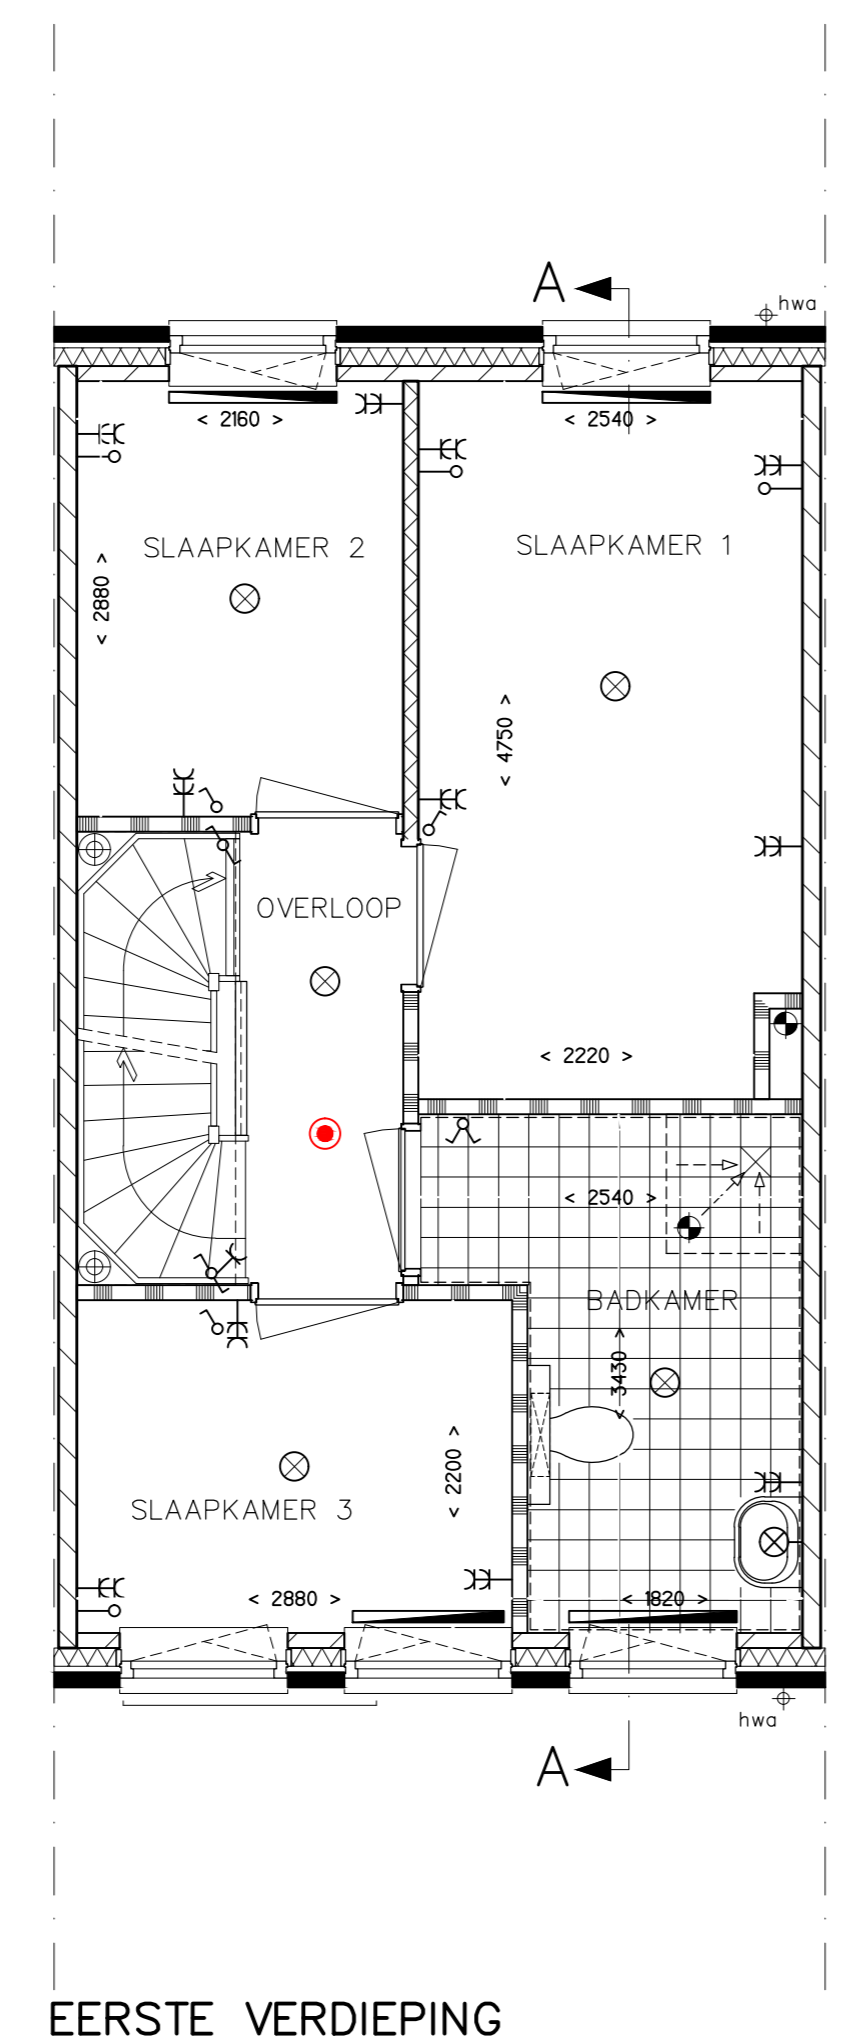 A
hwa
< 2160 >
< 2540 >
SLAAPKAMER 2
SLAAPKAMER 1
< 2880 >
< 4750 >
OVERLOOP
< 2220 >
< 2540 >
BADKAMER
< 3430 >
< 2200 >
SLAAPKAMER 3
< 2880 >
< 1820 >
hwa
A
EERSTE VERDIEPING